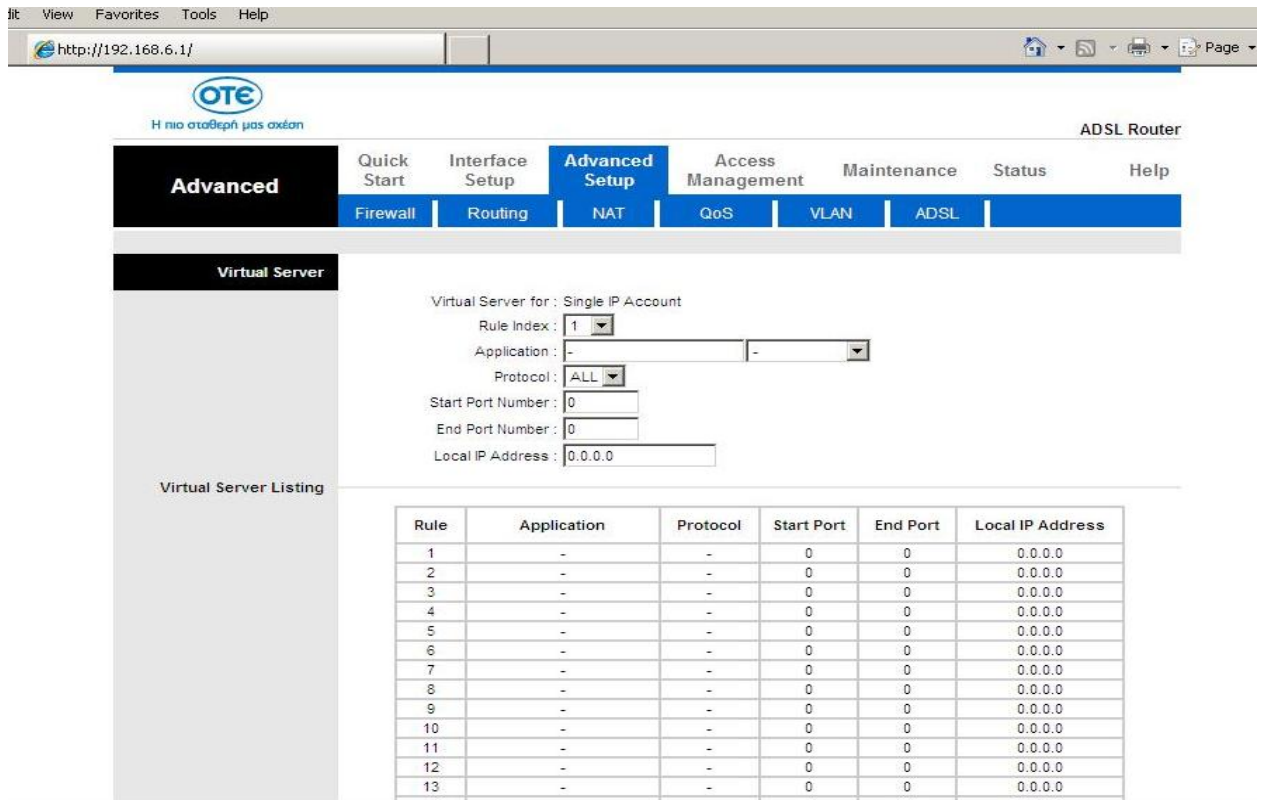 dit View Favorites Tools Help
http://192.168.6.1/
Page
OTE
Η πιο σταθερή μας σχέση
ADSL Router
Advanced
Quick Start Interface Setup Advanced Setup Access Management Maintenance Status Help
Firewall Routing NAT QoS VLAN ADSL
Virtual Server
Virtual Server for : Single IP Account
Rule Index : 1
Application : - -
Protocol : ALL
Start Port Number : 0
End Port Number : 0
Local IP Address : 0.0.0.0
Virtual Server Listing
Rule Application Protocol Start Port End Port Local IP Address
1 - - 0 0 0.0.0.0
2 - - 0 0 0.0.0.0
3 - - 0 0 0.0.0.0
4 - - 0 0 0.0.0.0
5 - - 0 0 0.0.0.0
6 - - 0 0 0.0.0.0
7 - - 0 0 0.0.0.0
8 - - 0 0 0.0.0.0
9 - - 0 0 0.0.0.0
10 - - 0 0 0.0.0.0
11 - - 0 0 0.0.0.0
12 - - 0 0 0.0.0.0
13 - - 0 0 0.0.0.0